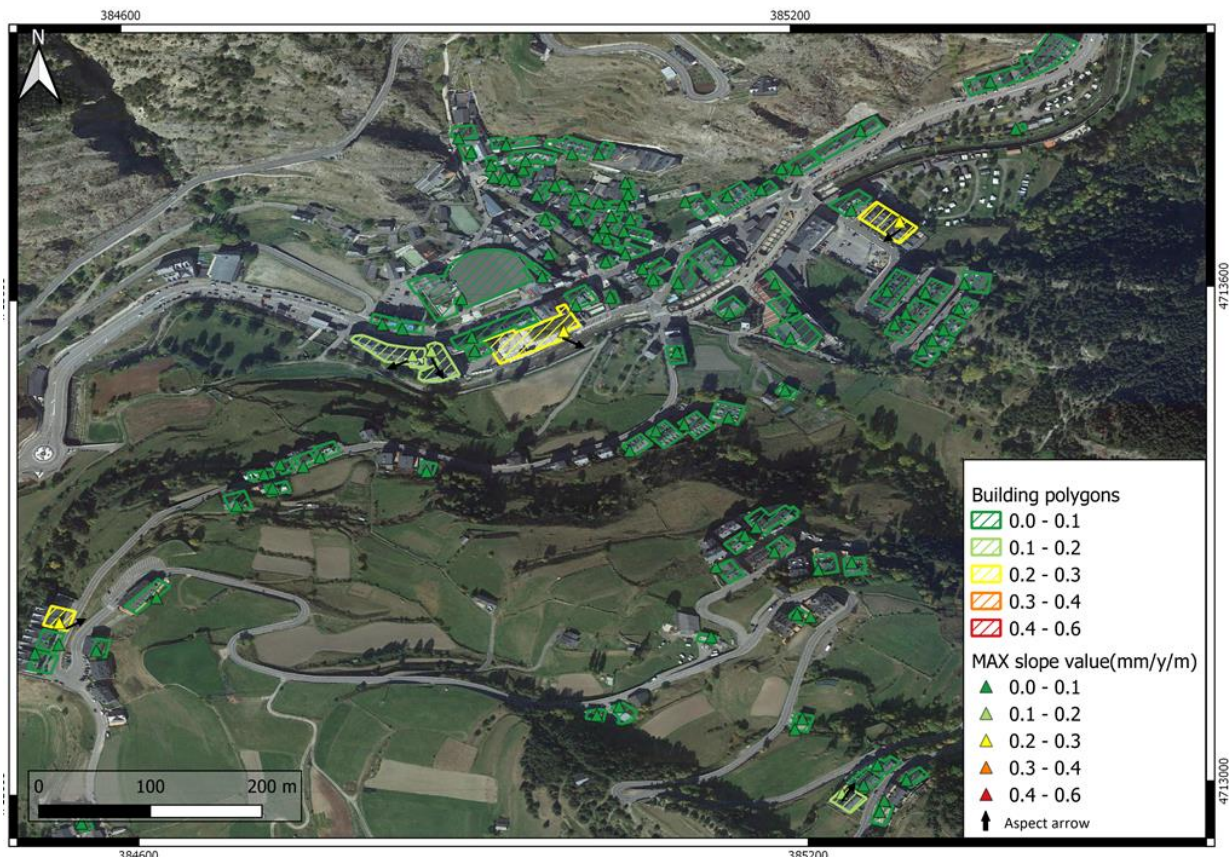 384600
385200
N
4713600
Building polygons
0.0 - 0.1
0.1 - 0.2
0.2 - 0.3
0.3 - 0.4
0.4 - 0.6
MAX slope value(mm/y/m)
0.0 - 0.1
0.1 - 0.2
0.2 - 0.3
0.3 - 0.4
0.4 - 0.6
Aspect arrow
4713000
0
100
200 m
384600
385200